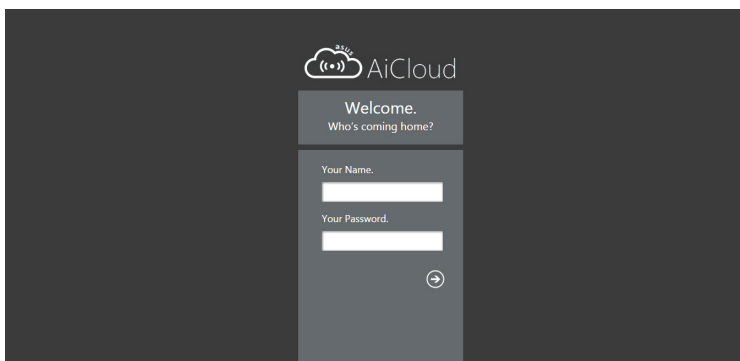 asus
AiCloud
Welcome.
Who's coming home?
Your Name.
Your Password.